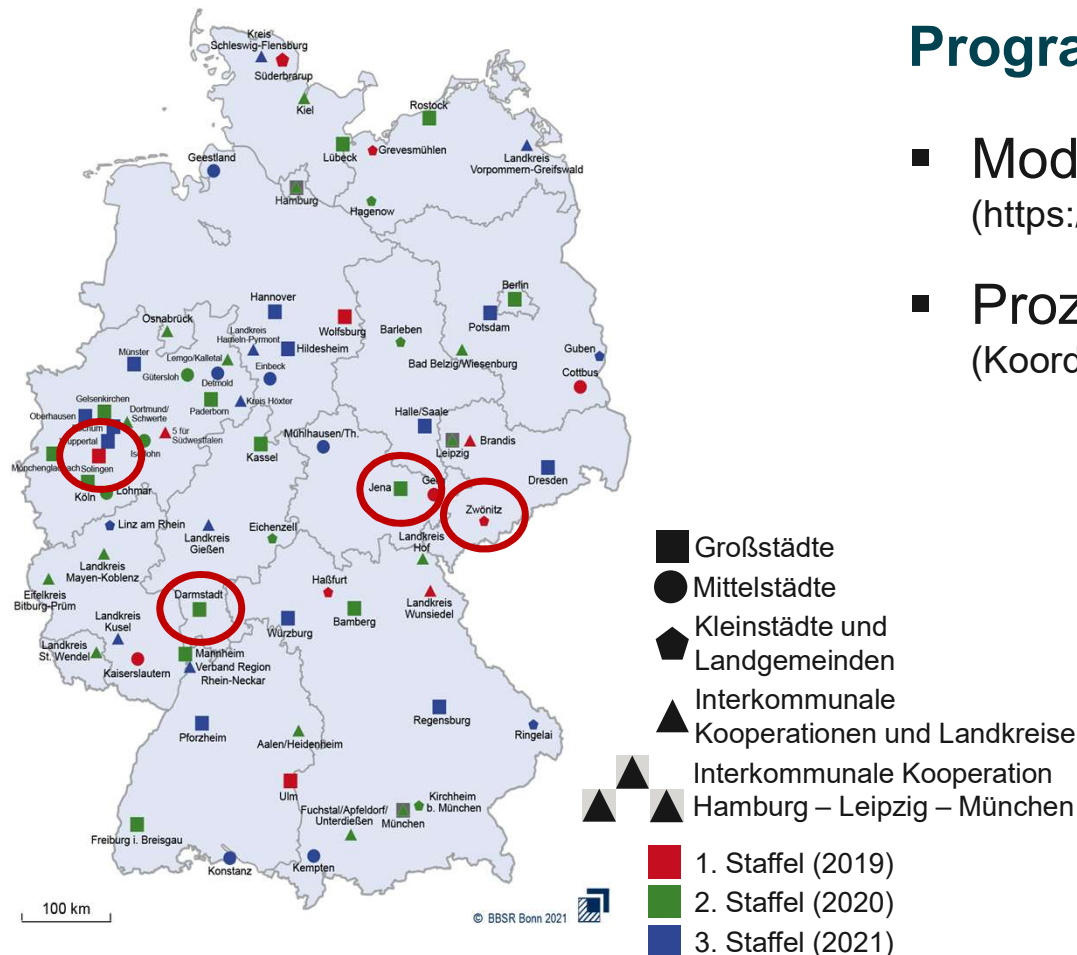 Kreis
Schleswig-Flensburg
Süderbrarup
Kiel
Rostock
Lübeck
Grevesmühlen
Landkreis
Vorpommern-Greifswald
Geestland
Hamburg
Hagenow
Berlin
Hannover
Osnabrück
Landkreis
Hameln-Pyrmont
Wolfsburg
Barleben
Potsdam
Münster
Lemgo/Kalletal
Hildesheim
Bad Belzig/Wiesenburg
Guben
Gütersloh
Detmold
Einbeck
Cottbus
Gelsenkirchen
Paderborn
Kreis Höxter
Oberhausen
Dortmund/
Schwerte
5 für
Südwestfalen
Mühlhausen/Th.
Halle/Saale
Leipzig
Brandis
Kassel
Dresden
Mönchengladbach
Solingen
Köln
Lohmar
Jena
Zwönitz
Linz am Rhein
Landkreis
Gießen
Eichenzell
Landkreis
Hof
Landkreis
Mayen-Koblenz
Eifelkreis
Bitburg-Prüm
Darmstadt
Haßfurt
Bamberg
Landkreis
Wunsiedel
Landkreis
Kusel
Würzburg
Landkreis
St. Wendel
Kaiserslautern
Mannheim
Verband Region
Rhein-Neckar
Regensburg
Ringelai
Pforzheim
Aalen/Heidenheim
Ulm
Fuchstal/Apfeldorf/
Unterdießen
München
Kirchheim
b. München
Freiburg i. Breisgau
Konstanz
Kempten
100 km
© BBSR Bonn 2021
Progra
Mod
(https:/
Proz
(Koord
Großstädte
Mittelstädte
Kleinstädte und
Landgemeinden
Interkommunale
Kooperationen und Landkreise
Interkommunale Kooperation
Hamburg – Leipzig – München
1. Staffel (2019)
2. Staffel (2020)
3. Staffel (2021)